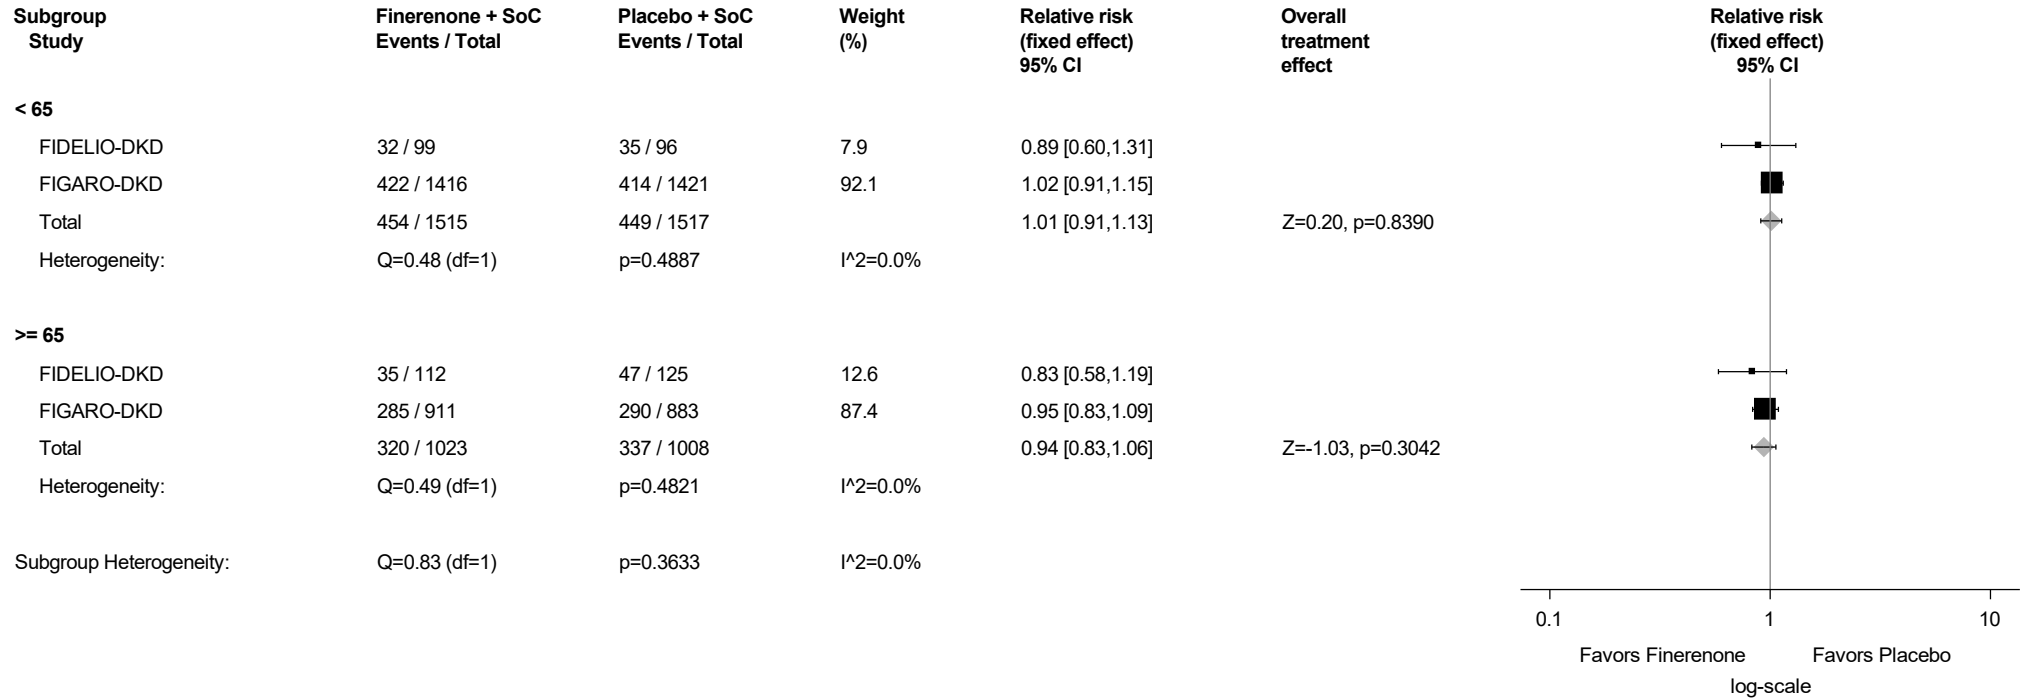 Subgroup Finerenone + SoC Placebo + SoC Weight Relative risk Overall Relative risk
Study Events / Total Events / Total (%) (fixed effect) treatment (fixed effect)
95% CI effect 95% CI
< 65
FIDELIO-DKD 32 / 99 35 / 96 7.9 0.89 [0.60,1.31]
FIGARO-DKD 422 / 1416 414 / 1421 92.1 1.02 [0.91,1.15]
Total 454 / 1515 449 / 1517 1.01 [0.91,1.13] Z=0.20, p=0.8390
Heterogeneity: Q=0.48 (df=1) p=0.4887 I^2=0.0%
>= 65
FIDELIO-DKD 35 / 112 47 / 125 12.6 0.83 [0.58,1.19]
FIGARO-DKD 285 / 911 290 / 883 87.4 0.95 [0.83,1.09]
Total 320 / 1023 337 / 1008 0.94 [0.83,1.06] Z=-1.03, p=0.3042
Heterogeneity: Q=0.49 (df=1) p=0.4821 I^2=0.0%
Subgroup Heterogeneity: Q=0.83 (df=1) p=0.3633 I^2=0.0%
0.1 1 10
Favors Finerenone Favors Placebo
log-scale